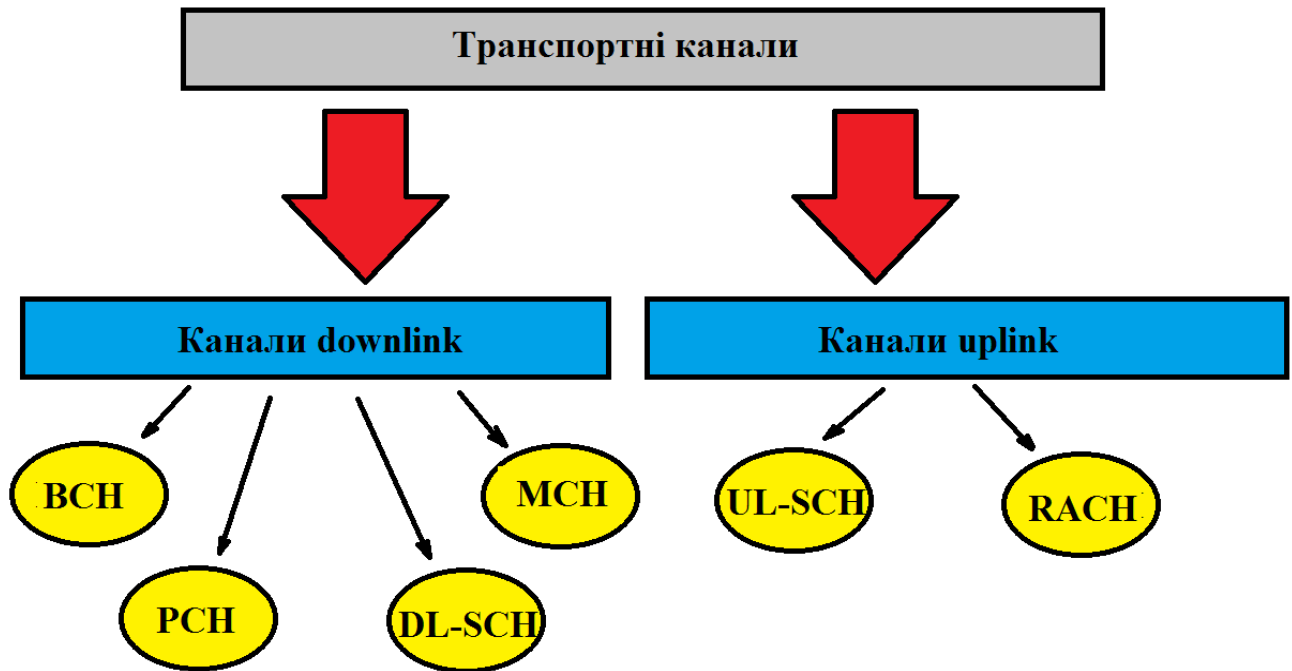 Транспортні канали
Канали downlink
Канали uplink
BCH
MCH
UL-SCH
RACH
PCH
DL-SCH